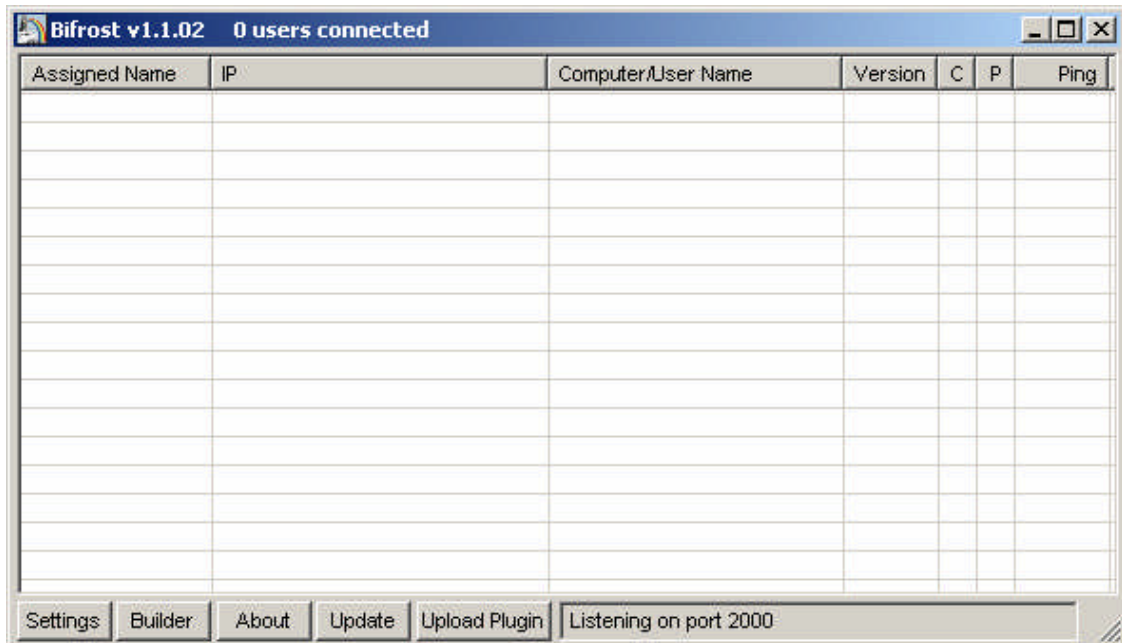 Bifrost v1.1.02 0 users connected
Assigned Name IP Computer/User Name Version C P Ping
Settings Builder About Update Upload Plugin Listening on port 2000